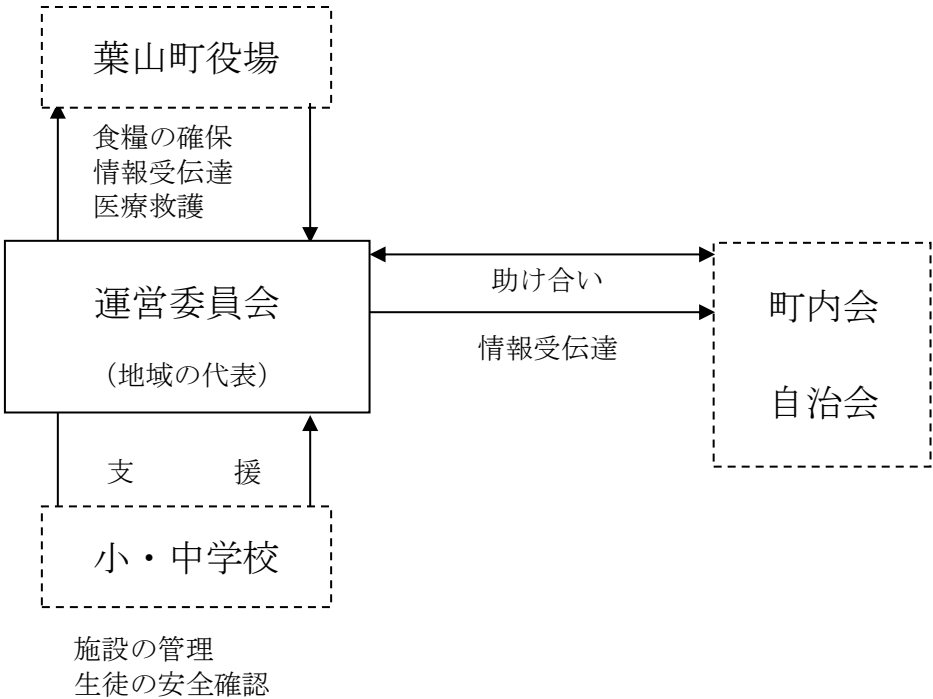 葉山町役場
食糧の確保
情報受伝達
医療救護
運営委員会
（地域の代表）
助け合い
情報受伝達
町内会
自治会
支　援
小・中学校
施設の管理
生徒の安全確認